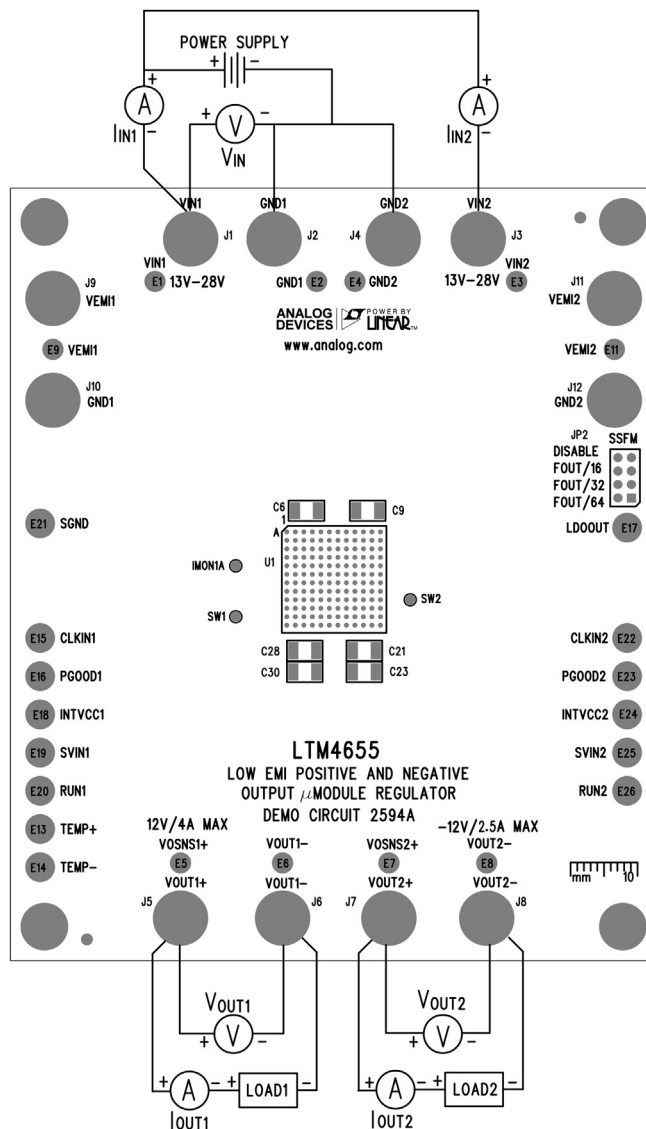 POWER SUPPLY
+ -
+ A - IIN1
+ V -
VIN
+ A - IIN2
VIN1 GND1 GND2 VIN2
J1 J2 J4 J3
VIN1 VIN2
E1 13V-28V GND1 E2 E4 GND2 13V-28V E3
J9 VEMI1
J11 VEMI2
ANALOG DEVICES POWER BY LINEAR™
www.analog.com
E9 VEMI1
VEMI2 E11
J10 GND1
J12 GND2
JP2 SSFM
DISABLE
FOUT/16
FOUT/32
FOUT/64
C6 C9
1
A
U1
E21 SGND
LDOOUT E17
IMON1A
SW1
SW2
C28 C21
C30 C23
E15 CLKIN1
CLKIN2 E22
E16 PGOOD1
PGOOD2 E23
E18 INTVCC1
INTVCC2 E24
E19 SVIN1
SVIN2 E25
E20 RUN1
RUN2 E26
E13 TEMP+
E14 TEMP-
LTM4655
LOW EMI POSITIVE AND NEGATIVE
OUTPUT µMODULE REGULATOR
DEMO CIRCUIT 2594A
12V/4A MAX -12V/2.5A MAX
VOSNS1+ VOUT1- VOSNS2+ VOUT2-
E5 E6 E7 E8
VOUT1+ VOUT1- VOUT2+ VOUT2-
J5 J6 J7 J8
mm 10
VOUT1 VOUT2
+ V - + V -
+ A - + LOAD1 - + A - + LOAD2 -
IOUT1 IOUT2